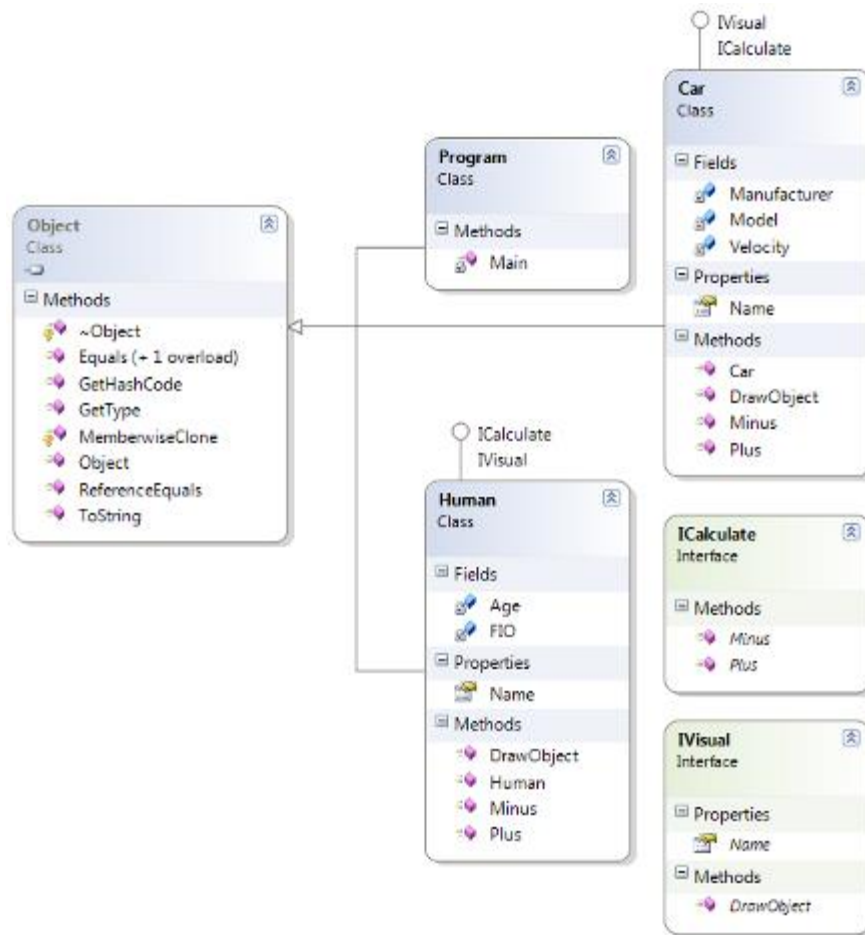 Object
Class
Methods
~Object
Equals (+ 1 overload)
GetHashCode
GetType
MemberwiseClone
Object
ReferenceEquals
ToString
Program
Class
Methods
Main
ICalculate
IVisual
Human
Class
Fields
Age
FIO
Properties
Name
Methods
DrawObject
Human
Minus
Plus
IVisual
ICalculate
Car
Class
Fields
Manufacturer
Model
Velocity
Properties
Name
Methods
Car
DrawObject
Minus
Plus
ICalculate
Interface
Methods
Minus
Plus
IVisual
Interface
Properties
Name
Methods
DrawObject